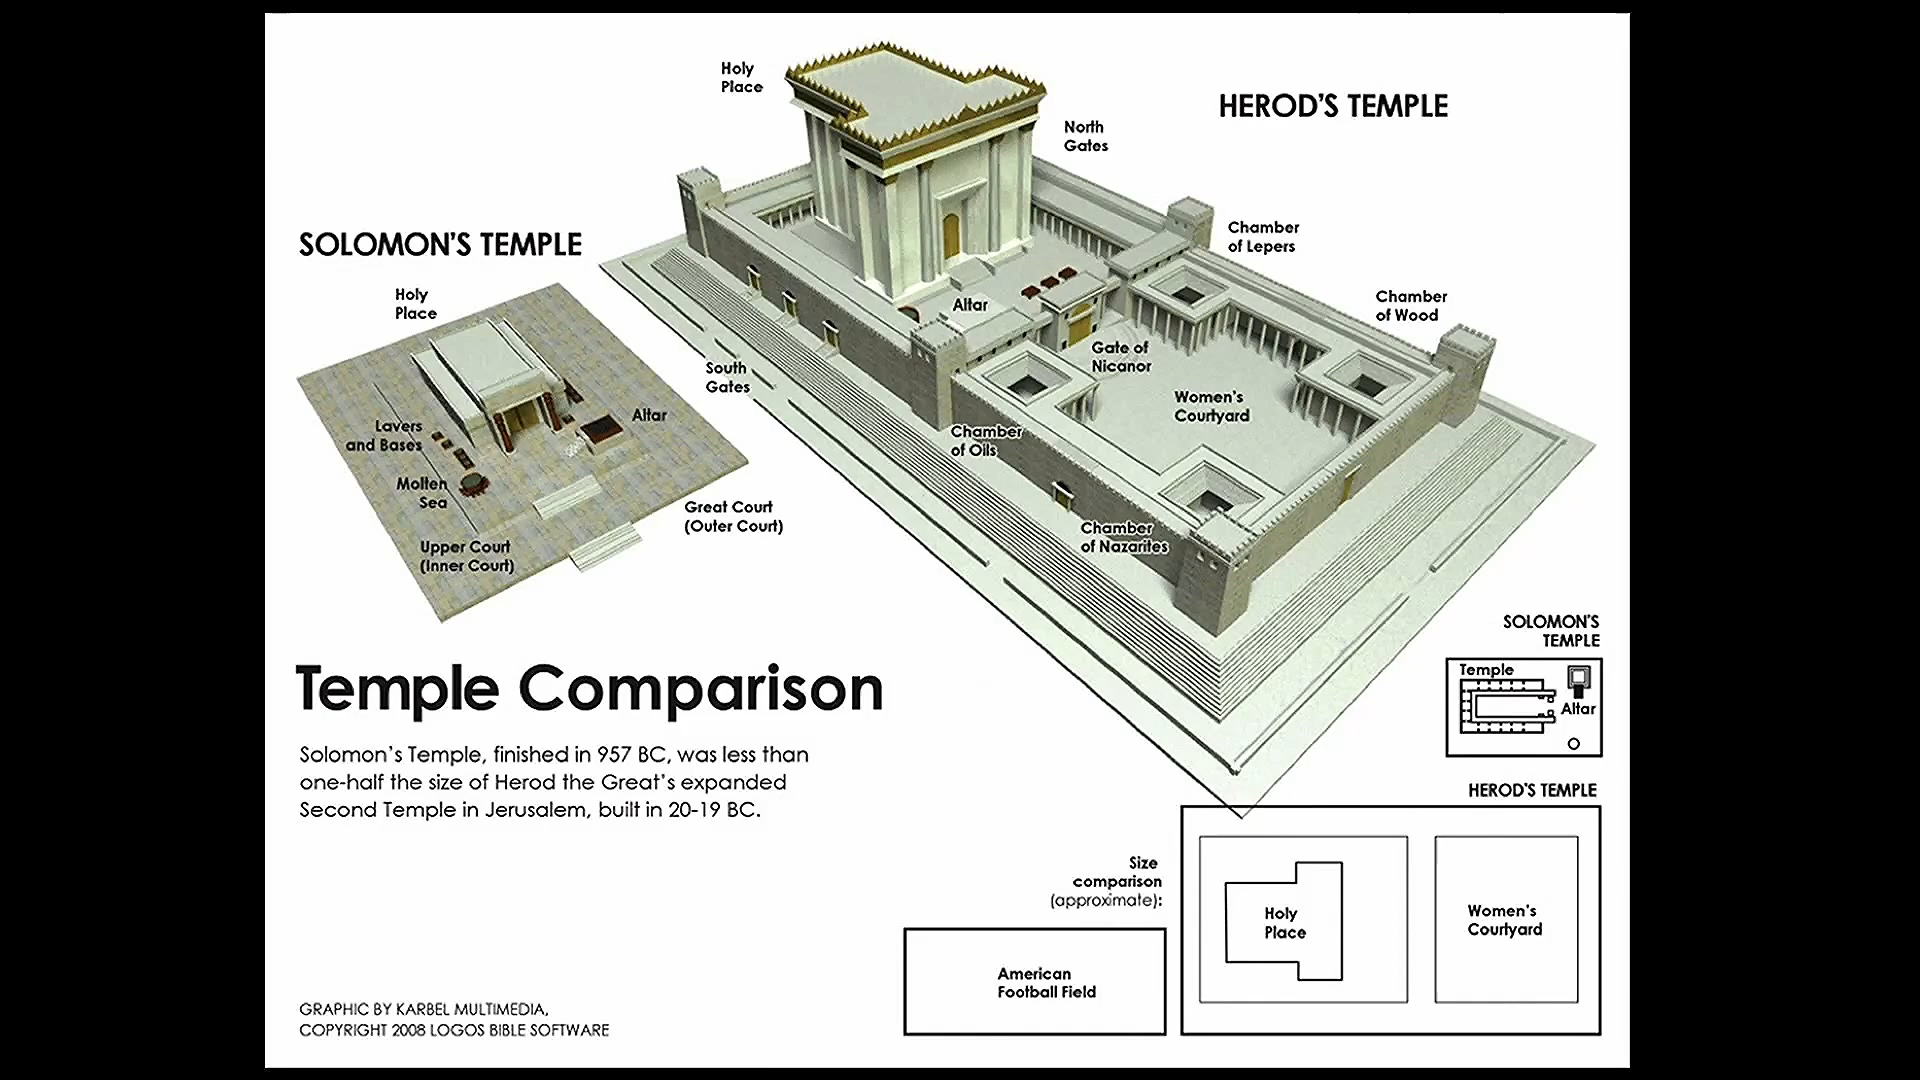 Holy
Place
HEROD'S TEMPLE
North
Gates
Chamber
of Lepers
SOLOMON'S TEMPLE
Holy
Place
Chamber
of Wood
Altar
Gate of
Nicanor
South
Gates
Women's
Courtyard
Altar
Lavers
and Bases
Chamber
of Oils
Molten
Sea
Great Court
(Outer Court)
Chamber
of Nazarites
Upper Court
(Inner Court)
Temple Comparison
Solomon's Temple, finished in 957 BC, was less than
one-half the size of Herod the Great's expanded
Second Temple in Jerusalem, built in 20-19 BC.
SOLOMON'S
TEMPLE
Temple
Altar
HEROD'S TEMPLE
Size
comparison
(approximate):
Holy
Place
Women's
Courtyard
American
Football Field
GRAPHIC BY KARBEL MULTIMEDIA,
COPYRIGHT 2008 LOGOS BIBLE SOFTWARE